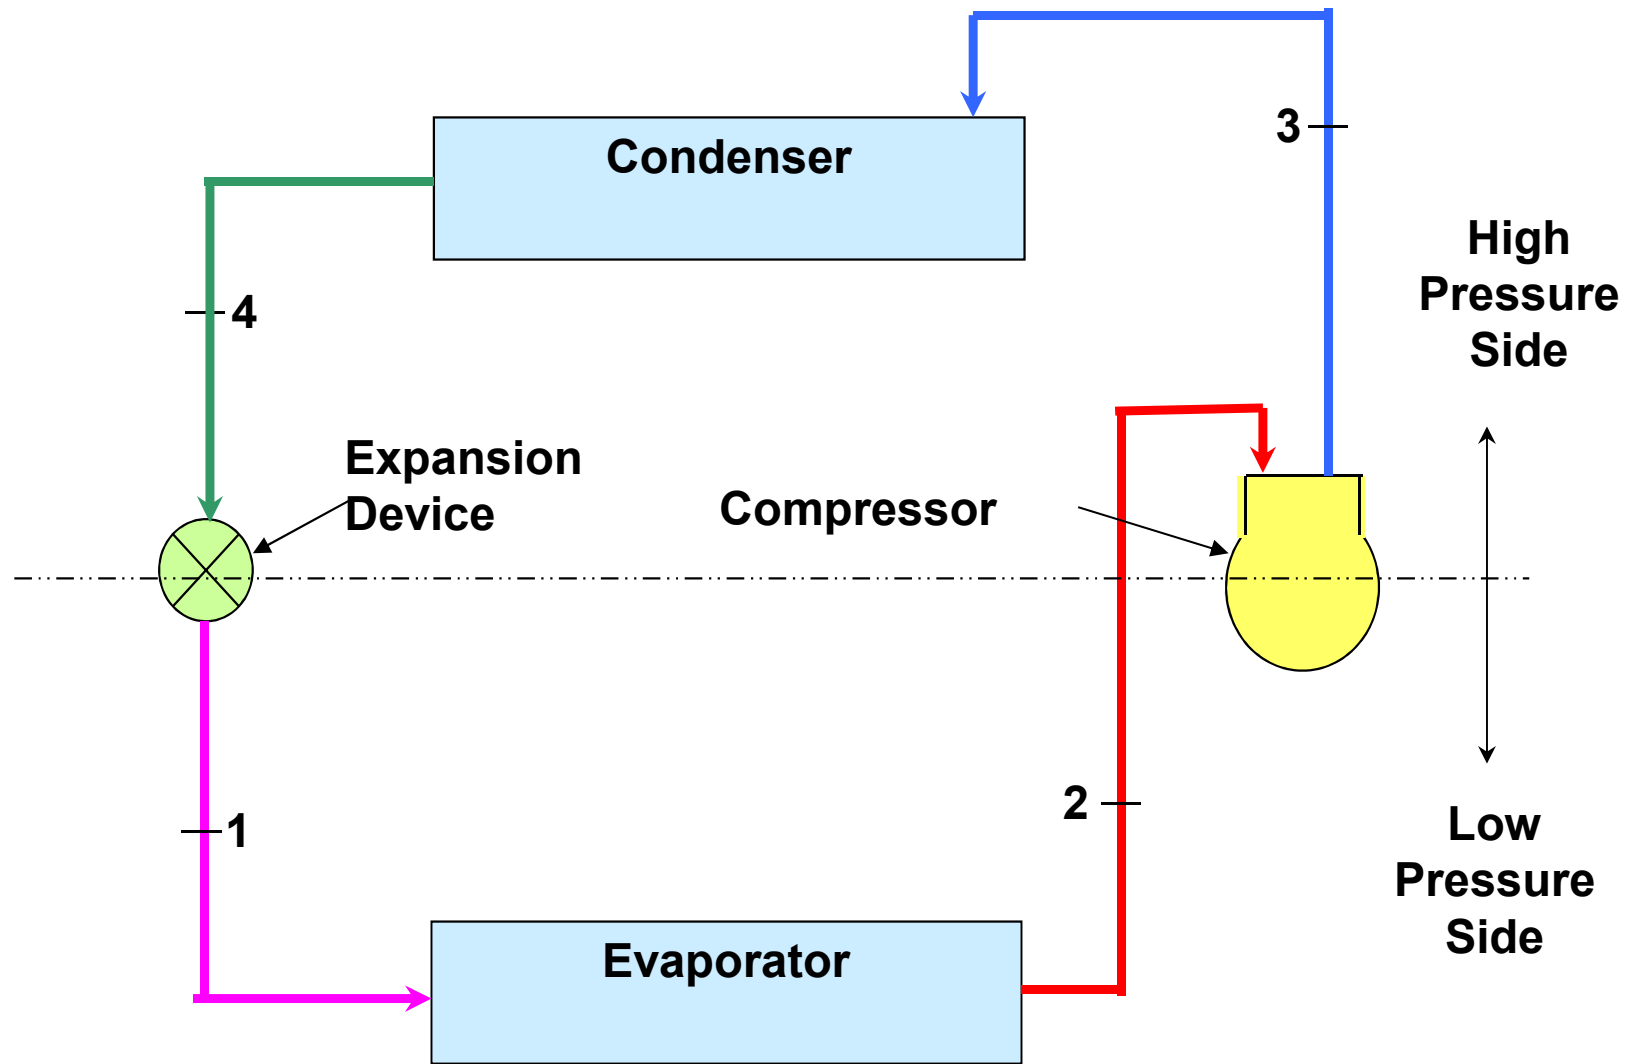 3
Condenser
High
Pressure
Side
4
Expansion
Device
Compressor
2
1
Low
Pressure
Side
Evaporator